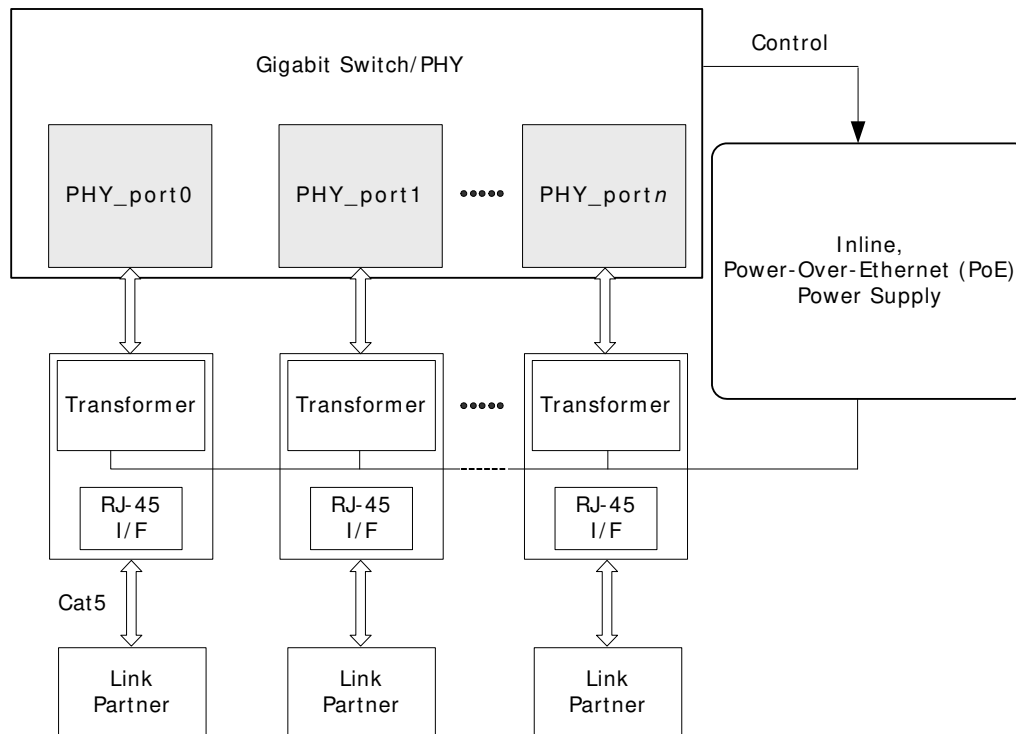 Control
Gigabit Switch/PHY
PHY_port0
PHY_port1
PHY_portn
Inline,
Power-Over-Ethernet (PoE)
Power Supply
Transformer
Transformer
Transformer
RJ-45
I/F
RJ-45
I/F
RJ-45
I/F
Cat5
Link
Partner
Link
Partner
Link
Partner